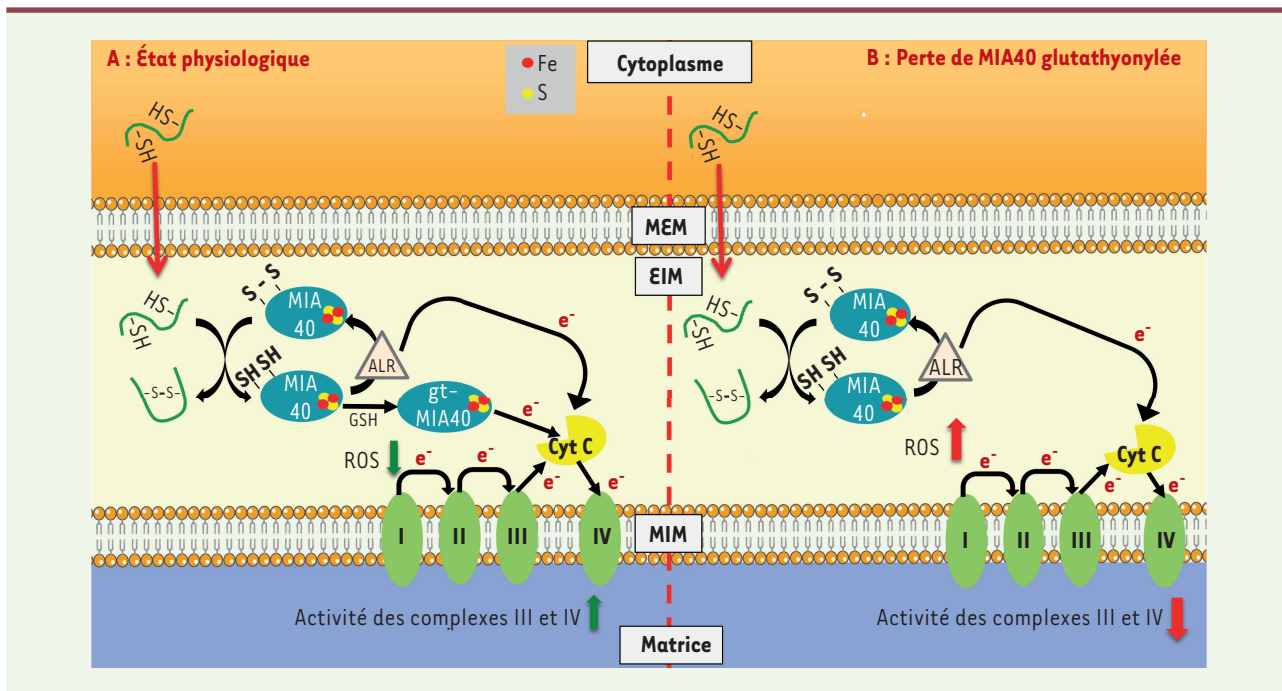 A : État physiologique
Fe
S
Cytoplasme
B : Perte de MIA40 glutathyonylée
HS-
-SH
HS-
-SH
MEM
EIM
S - S
MIA
40
HS-
-SH
SH SH
MIA
40
-S-S-
ALR
GSH
gt-
MIA40
e-
e-
Cyt C
ROS
e-
e-
e-
e-
I
II
III
IV
MIM
Activité des complexes III et IV
Matrice
S - S
MIA
40
HS-
-SH
SH SH
MIA
40
-S-S-
ALR
e-
Cyt C
ROS
e-
e-
e-
e-
I
II
III
IV
Activité des complexes III et IV